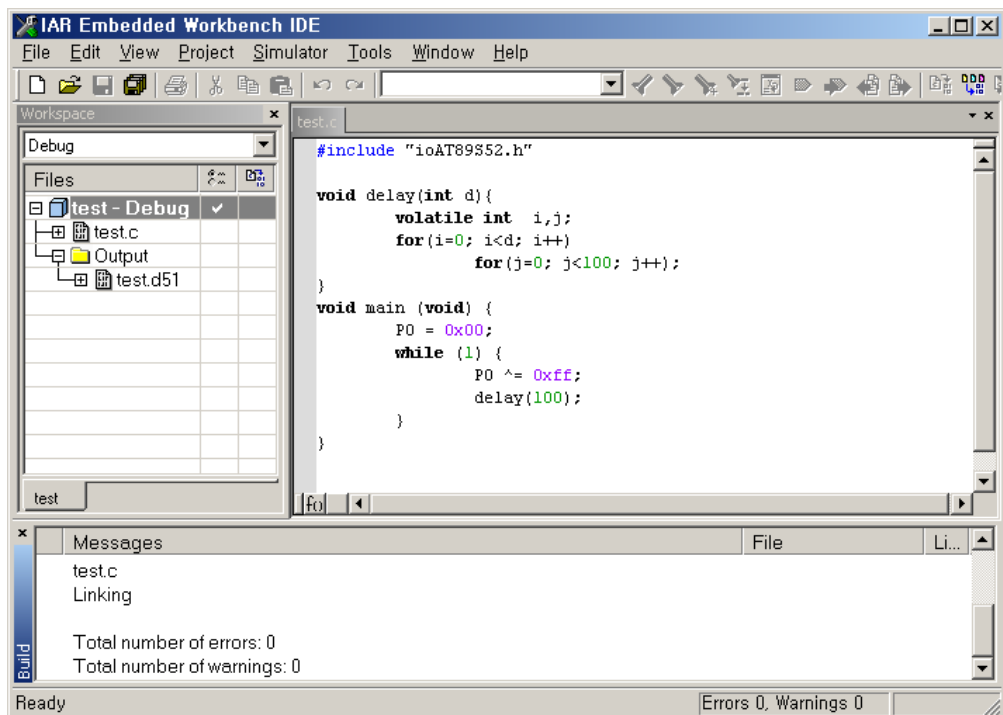 IAR Embedded Workbench IDE
File Edit View Project Simulator Tools Window Help
Workspace
Debug
Files
test - Debug
test.c
Output
test.d51
test
test.c
#include "ioAT89S52.h"
void delay(int d){
volatile int i,j;
for(i=0; i<d; i++)
for(j=0; j<100; j++);
}
void main (void) {
P0 = 0x00;
while (1) {
P0 ^= 0xff;
delay(100);
}
}
Messages File Li...
test.c
Linking
Total number of errors: 0
Total number of warnings: 0
Build
Ready Errors 0, Warnings 0